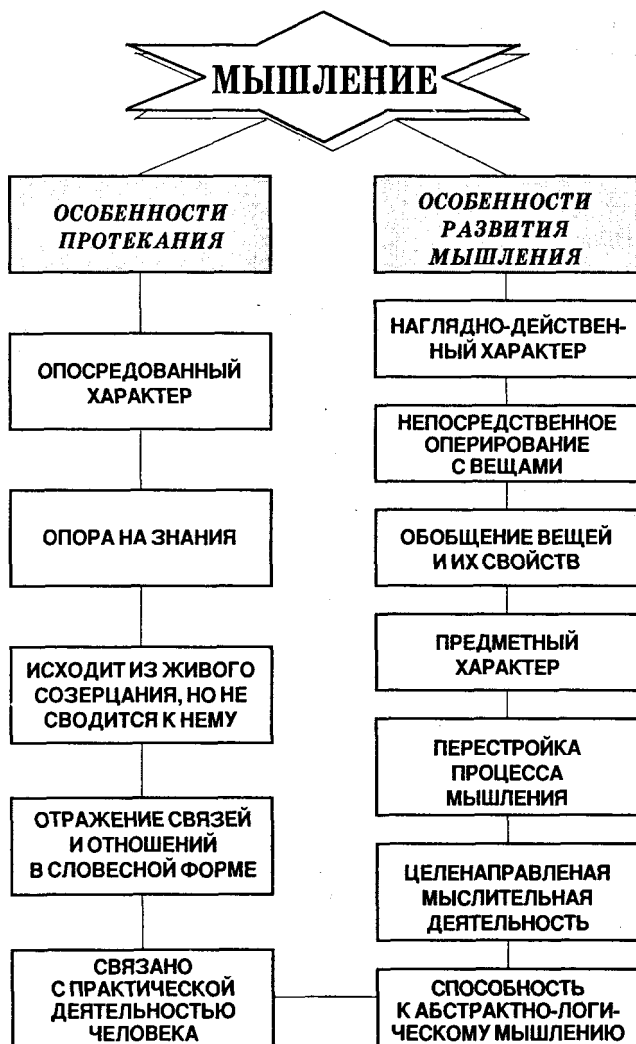 МЫШЛЕНИЕ
ОСОБЕННОСТИ
ПРОТЕКАНИЯ
ОПОСРЕДОВАННЫЙ
ХАРАКТЕР
ОПОРА НА ЗНАНИЯ
ИСХОДИТ ИЗ ЖИВОГО
СОЗЕРЦАНИЯ, НО НЕ
СВОДИТСЯ К НЕМУ
ОТРАЖЕНИЕ СВЯЗЕЙ
И ОТНОШЕНИЙ
В СЛОВЕСНОЙ ФОРМЕ
СВЯЗАНО
С ПРАКТИЧЕСКОЙ
ДЕЯТЕЛЬНОСТЬЮ
ЧЕЛОВЕКА
ОСОБЕННОСТИ
РАЗВИТИЯ
МЫШЛЕНИЯ
НАГЛЯДНО-ДЕЙСТВЕН-
НЫЙ ХАРАКТЕР
НЕПОСРЕДСТВЕННОЕ
ОПЕРИРОВАНИЕ
С ВЕЩАМИ
ОБОБЩЕНИЕ ВЕЩЕЙ
И ИХ СВОЙСТВ
ПРЕДМЕТНЫЙ
ХАРАКТЕР
ПЕРЕСТРОЙКА
ПРОЦЕССА
МЫШЛЕНИЯ
ЦЕЛЕНАПРАВЛЕНАЯ
МЫСЛИТЕЛЬНАЯ
ДЕЯТЕЛЬНОСТЬ
СПОСОБНОСТЬ
К АБСТРАКТНО-ЛОГИ-
ЧЕСКОМУ МЫШЛЕНИЮ